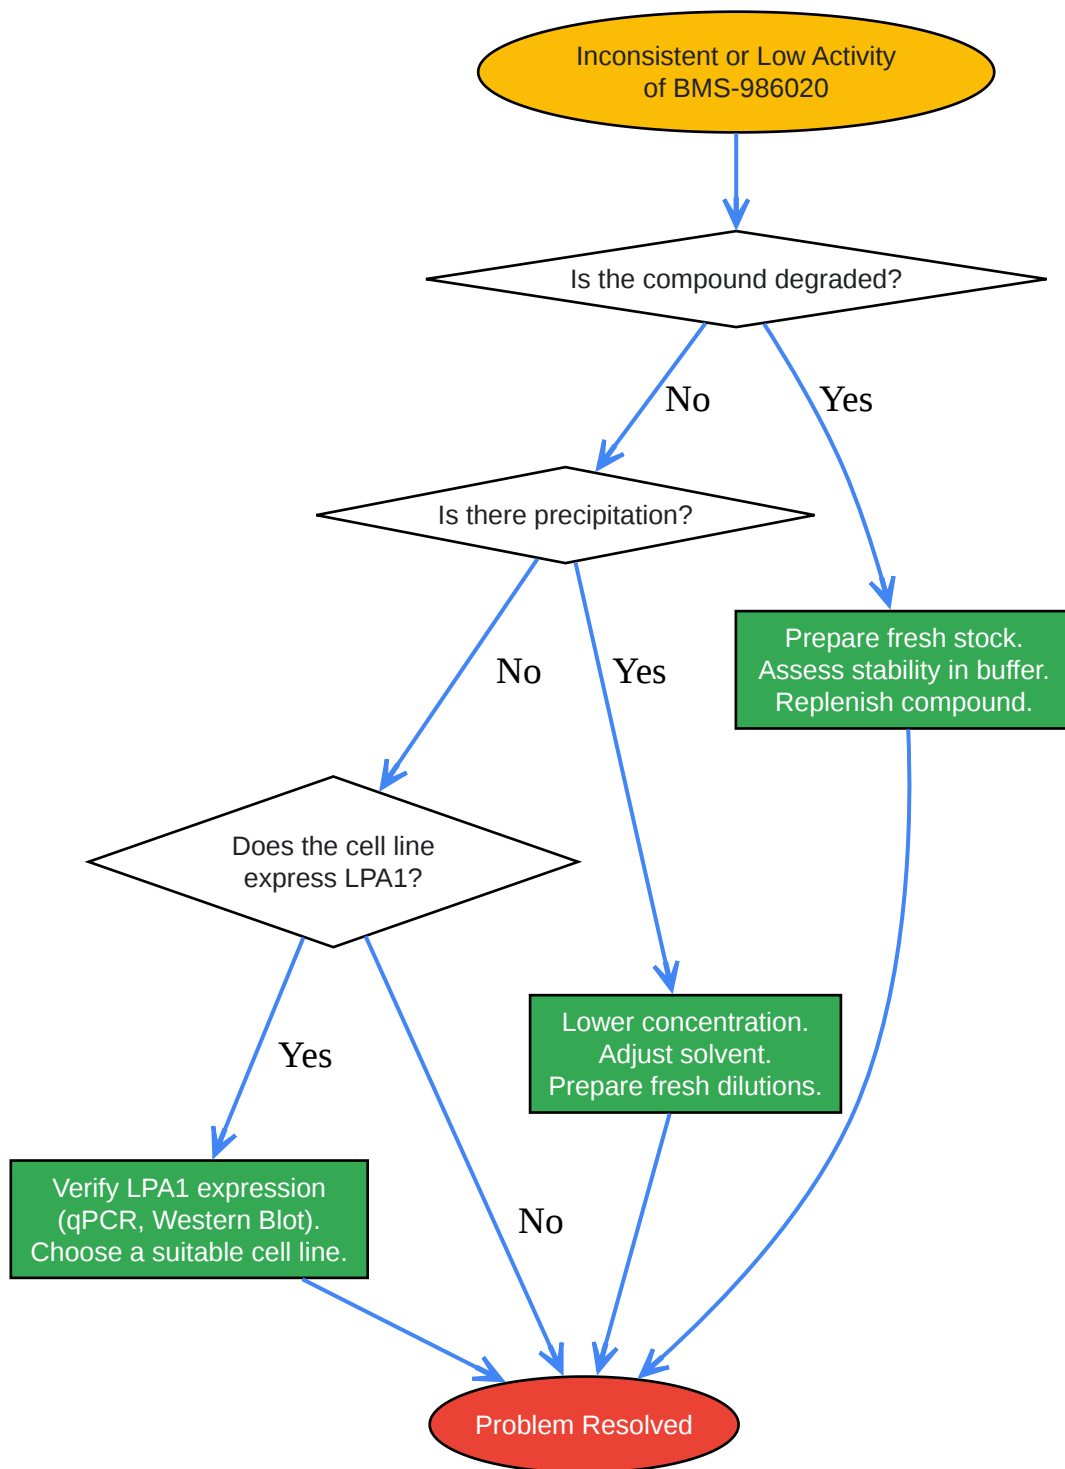 Inconsistent or Low Activity
of BMS-986020
Is the compound degraded?
No
Yes
Is there precipitation?
Prepare fresh stock.
Assess stability in buffer.
Replenish compound.
No
Yes
Does the cell line
express LPA1?
Lower concentration.
Adjust solvent.
Prepare fresh dilutions.
Yes
Verify LPA1 expression
(qPCR, Western Blot).
Choose a suitable cell line.
No
Problem Resolved